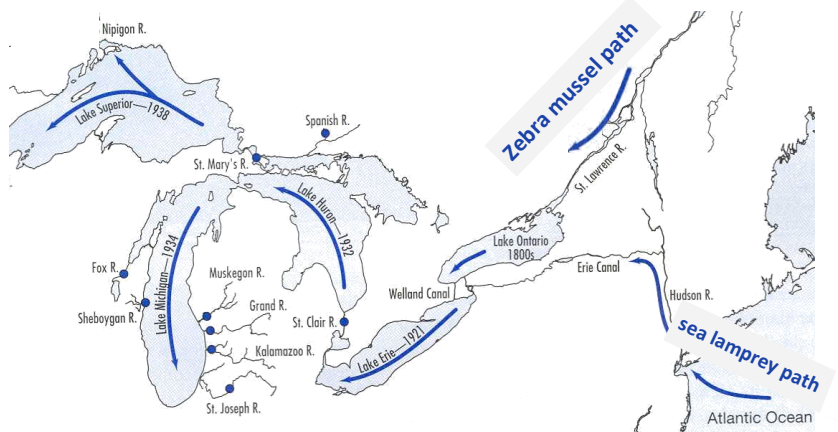 Nipigon R.
Zebra mussel path
Lake Superior—1938
Spanish R.
St. Mary's R.
St. Lawrence R.
Lake Huron—1932
Lake Ontario
1800s
Lake Michigan—1934
Fox R.
Muskegan R.
Erie Canal
Welland Canal
Hudson R.
Grand R.
Sheboygan R.
St. Clair R.
sea lamprey path
Kalamazoo R.
Lake Erie—1921
St. Joseph R.
Atlantic Ocean